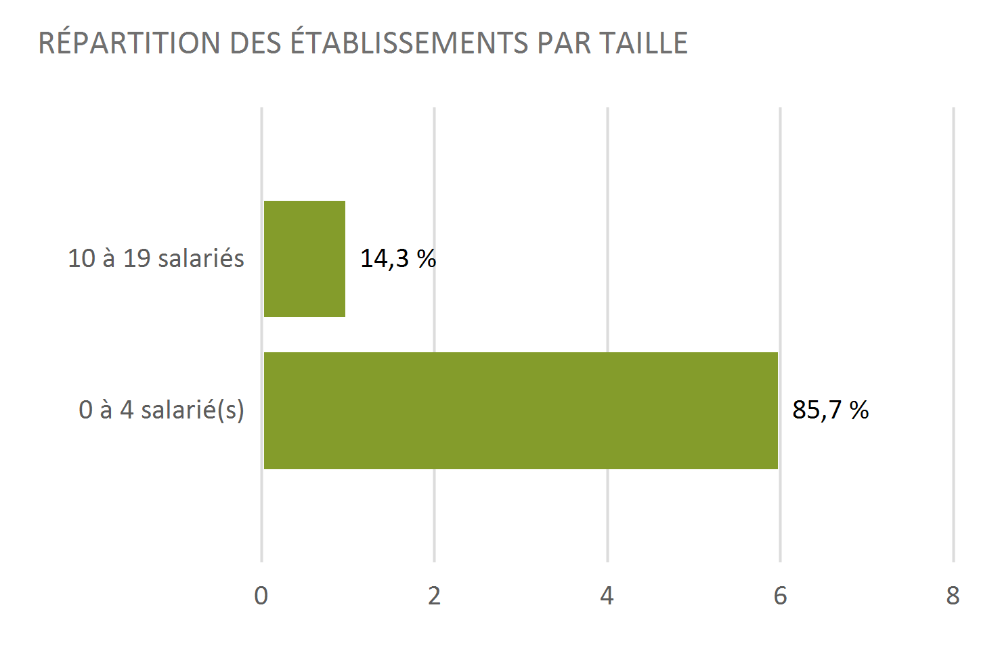 RÉPARTITION DES ÉTABLISSEMENTS PAR TAILLE
10 à 19 salariés
14,3 %
0 à 4 salarié(s)
85,7 %
0 2 4 6 8